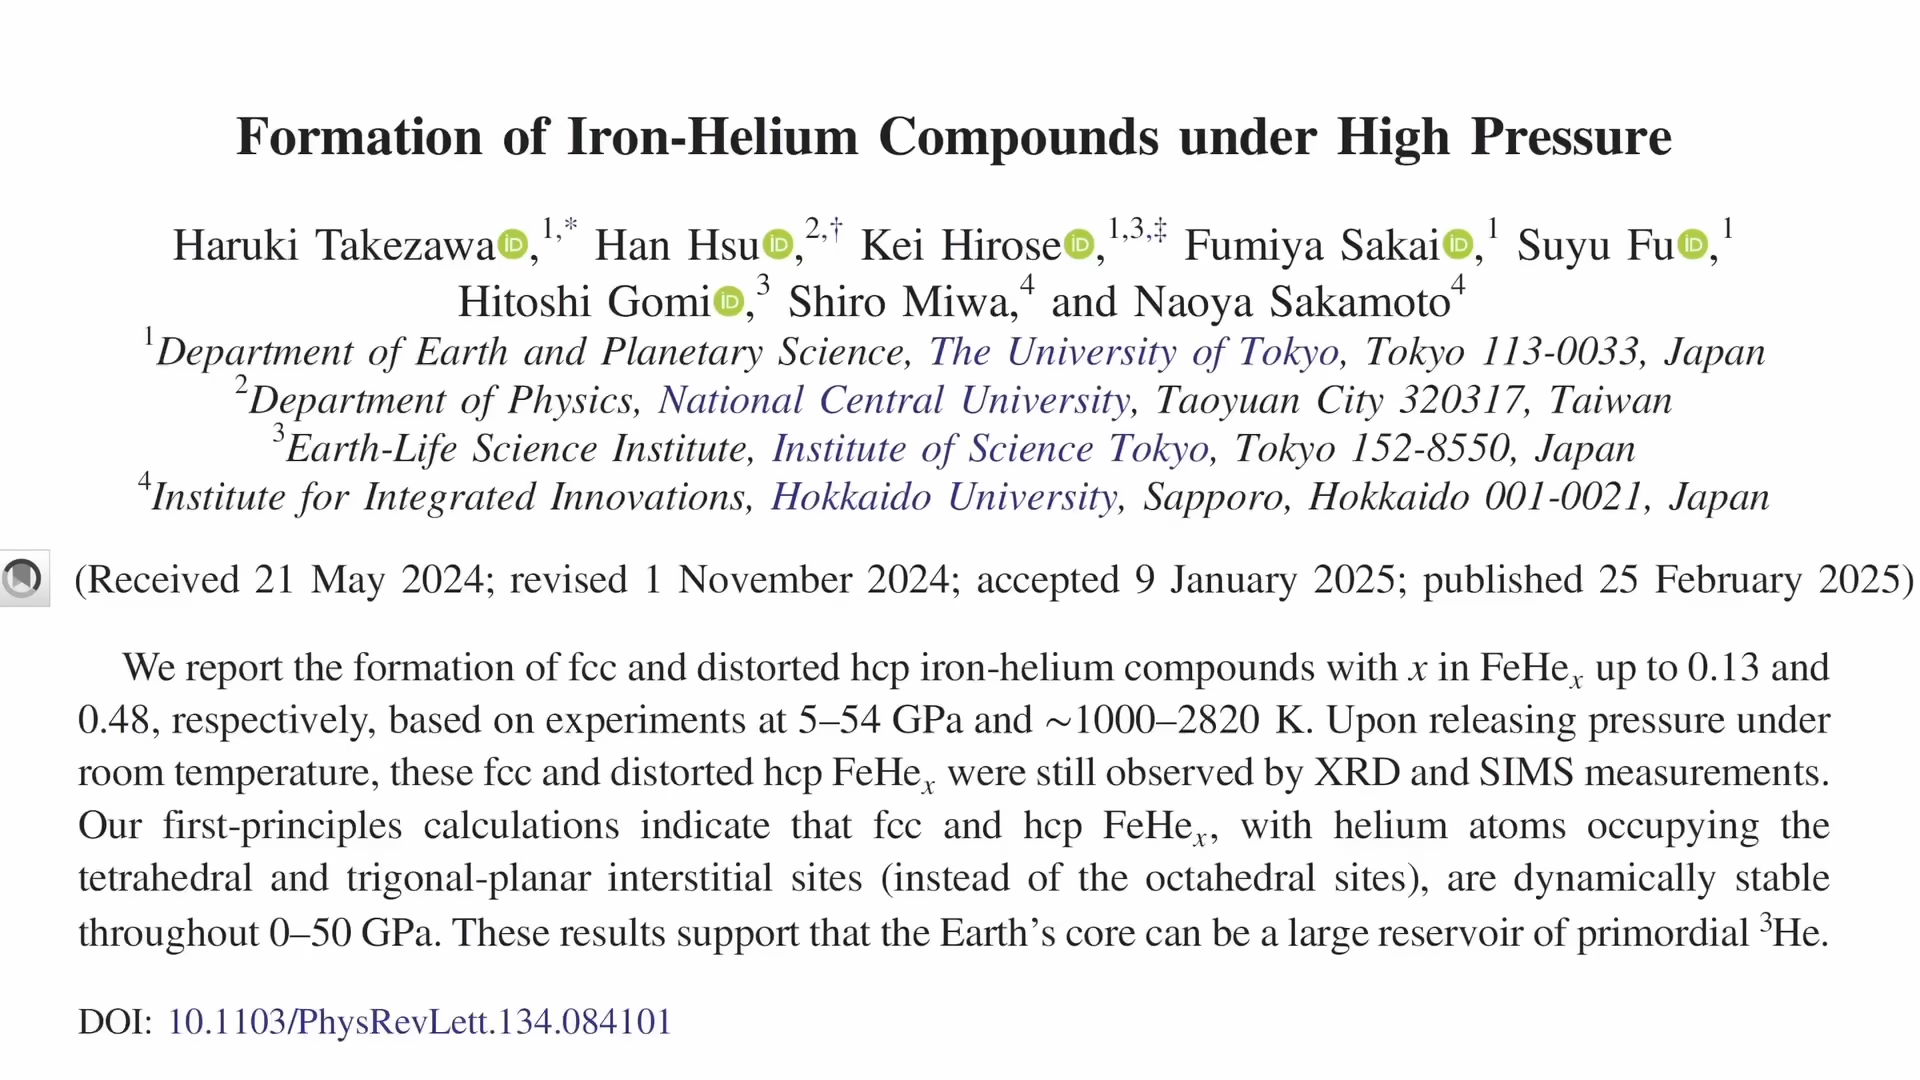 Formation of Iron-Helium Compounds under High Pressure
Haruki Takezawa iD,1,* Han Hsu iD,2,† Kei Hirose iD,1,3,‡ Fumiya Sakai iD,1 Suyu Fu iD,1
Hitoshi Gomi iD,3 Shiro Miwa,4 and Naoya Sakamoto4
1Department of Earth and Planetary Science, The University of Tokyo, Tokyo 113-0033, Japan
2Department of Physics, National Central University, Taoyuan City 320317, Taiwan
3Earth-Life Science Institute, Institute of Science Tokyo, Tokyo 152-8550, Japan
4Institute for Integrated Innovations, Hokkaido University, Sapporo, Hokkaido 001-0021, Japan
(Received 21 May 2024; revised 1 November 2024; accepted 9 January 2025; published 25 February 2025)
We report the formation of fcc and distorted hcp iron-helium compounds with x in FeHex up to 0.13 and
0.48, respectively, based on experiments at 5–54 GPa and ~1000–2820 K. Upon releasing pressure under
room temperature, these fcc and distorted hcp FeHex were still observed by XRD and SIMS measurements.
Our first-principles calculations indicate that fcc and hcp FeHex, with helium atoms occupying the
tetrahedral and trigonal-planar interstitial sites (instead of the octahedral sites), are dynamically stable
throughout 0–50 GPa. These results support that the Earth's core can be a large reservoir of primordial 3He.
DOI: 10.1103/PhysRevLett.134.084101